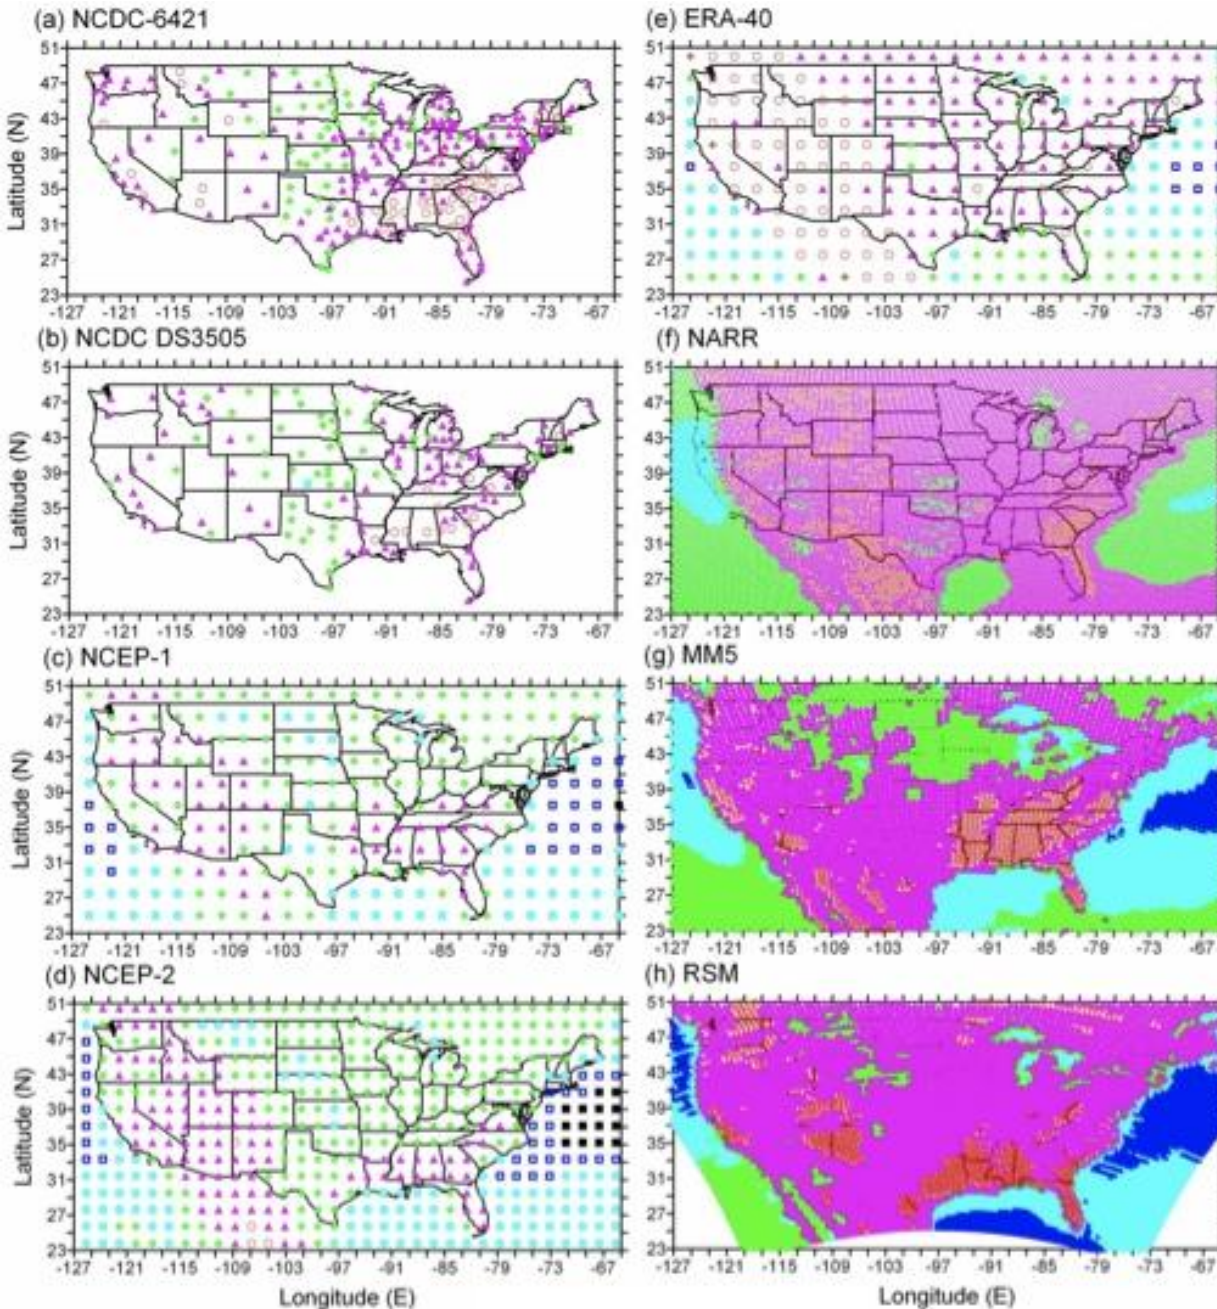 (a) NCDC-6421
(e) ERA-40
51
47
43
39
35
31
27
23
Latitude (N)
-127 -121 -115 -109 -103 -97 -91 -85 -79 -73 -67
51
47
43
39
35
31
27
23
-127 -121 -115 -109 -103 -97 -91 -85 -79 -73 -67
(b) NCDC DS3505
(f) NARR
51
47
43
39
35
31
27
23
Latitude (N)
-127 -121 -115 -109 -103 -97 -91 -85 -79 -73 -67
51
47
43
39
35
31
27
23
-127 -121 -115 -109 -103 -97 -91 -85 -79 -73 -67
(c) NCEP-1
(g) MM5
51
47
43
39
35
31
27
23
Latitude (N)
-127 -121 -115 -109 -103 -97 -91 -85 -79 -73 -67
51
47
43
39
35
31
27
23
-127 -121 -115 -109 -103 -97 -91 -85 -79 -73 -67
(d) NCEP-2
(h) RSM
51
47
43
39
35
31
27
23
Latitude (N)
-127 -121 -115 -109 -103 -97 -91 -85 -79 -73 -67
51
47
43
39
35
31
27
23
-127 -121 -115 -109 -103 -97 -91 -85 -79 -73 -67
Longitude (E)
Longitude (E)